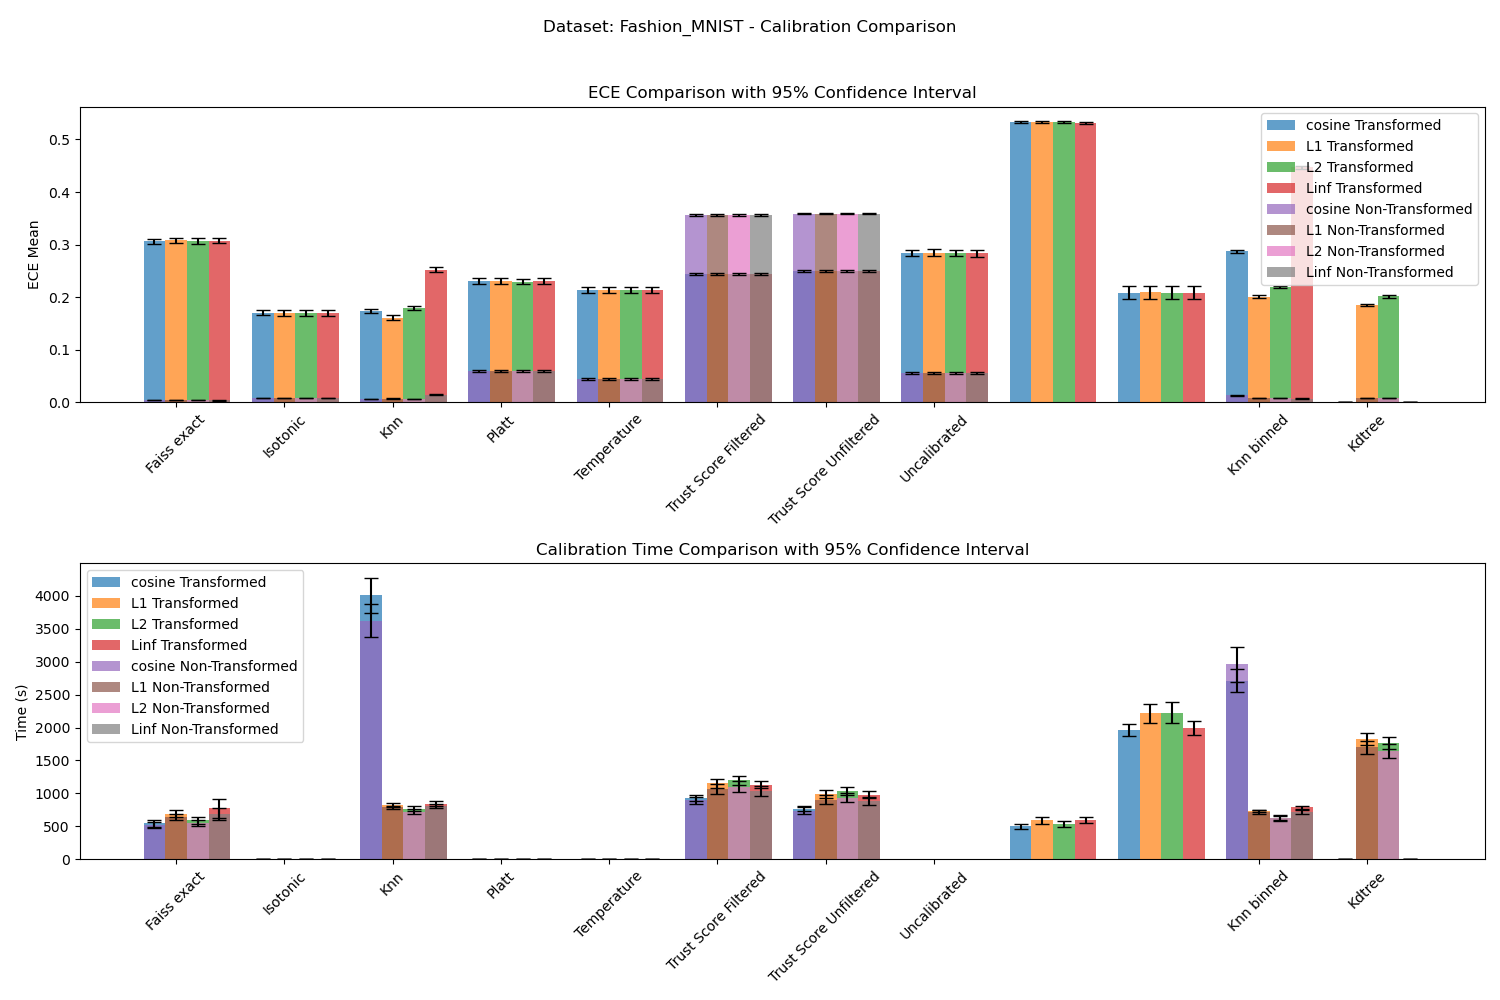 Dataset: Fashion_MNIST - Calibration Comparison
ECE Comparison with 95% Confidence Interval
ECE Mean
0.5
0.4
0.3
0.2
0.1
0.0
cosine Transformed
L1 Transformed
L2 Transformed
Linf Transformed
cosine Non-Transformed
L1 Non-Transformed
L2 Non-Transformed
Linf Non-Transformed
Faiss exact
Isotonic
Knn
Platt
Temperature
Trust Score Filtered
Trust Score Unfiltered
Uncalibrated
Knn binned
Kdtree
Calibration Time Comparison with 95% Confidence Interval
Time (s)
4000
3500
3000
2500
2000
1500
1000
500
0
cosine Transformed
L1 Transformed
L2 Transformed
Linf Transformed
cosine Non-Transformed
L1 Non-Transformed
L2 Non-Transformed
Linf Non-Transformed
Faiss exact
Isotonic
Knn
Platt
Temperature
Trust Score Filtered
Trust Score Unfiltered
Uncalibrated
Knn binned
Kdtree